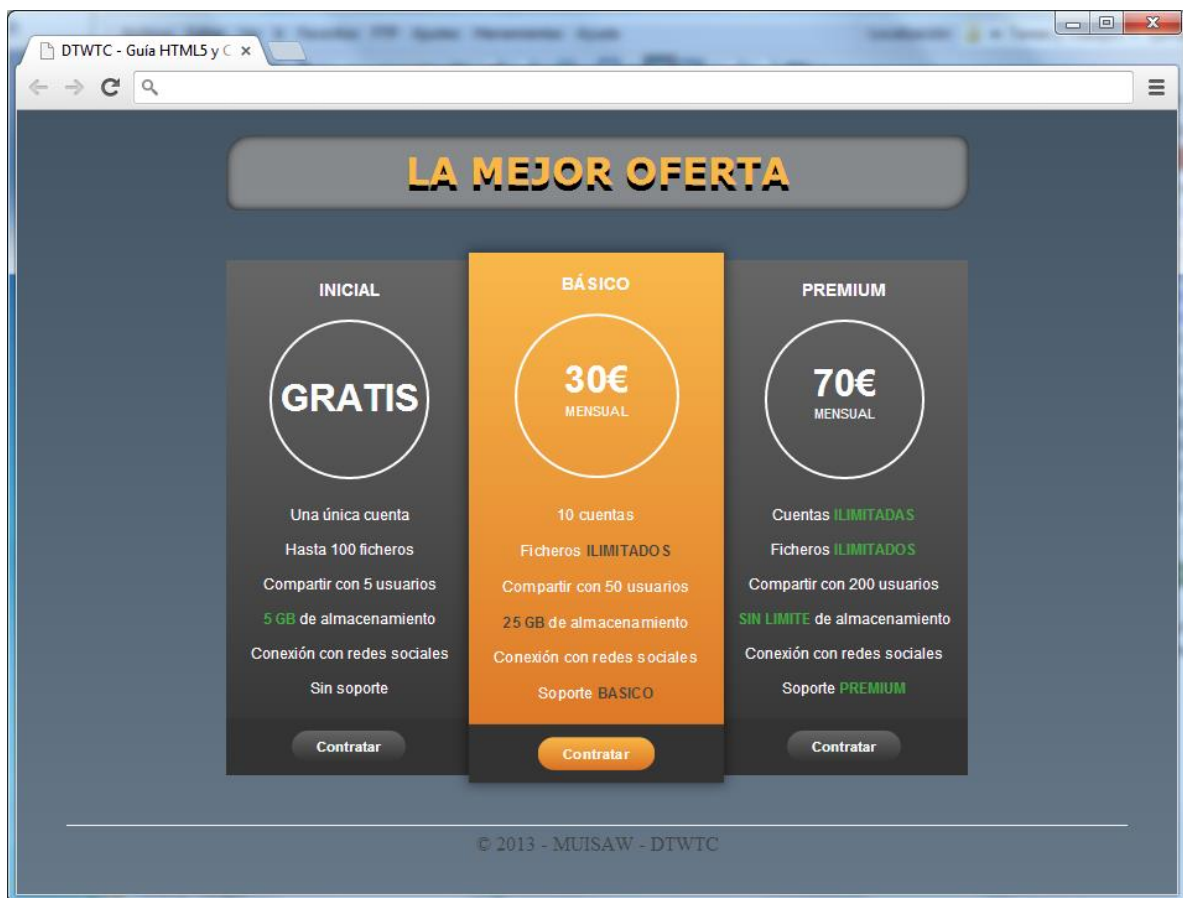 DTWTC - Guía HTML5 y C
LA MEJOR OFERTA
INICIAL
GRATIS
Una única cuenta
Hasta 100 ficheros
Compartir con 5 usuarios
5 GB de almacenamiento
Conexión con redes sociales
Sin soporte
Contratar
BÁSICO
30€
MENSUAL
10 cuentas
Ficheros ILIMITADOS
Compartir con 50 usuarios
25 GB de almacenamiento
Conexión con redes sociales
Soporte BASICO
Contratar
PREMIUM
70€
MENSUAL
Cuentas ILIMITADAS
Ficheros ILIMITADOS
Compartir con 200 usuarios
SIN LIMITE de almacenamiento
Conexión con redes sociales
Soporte PREMIUM
Contratar
© 2013 - MUISAW - DTWTC